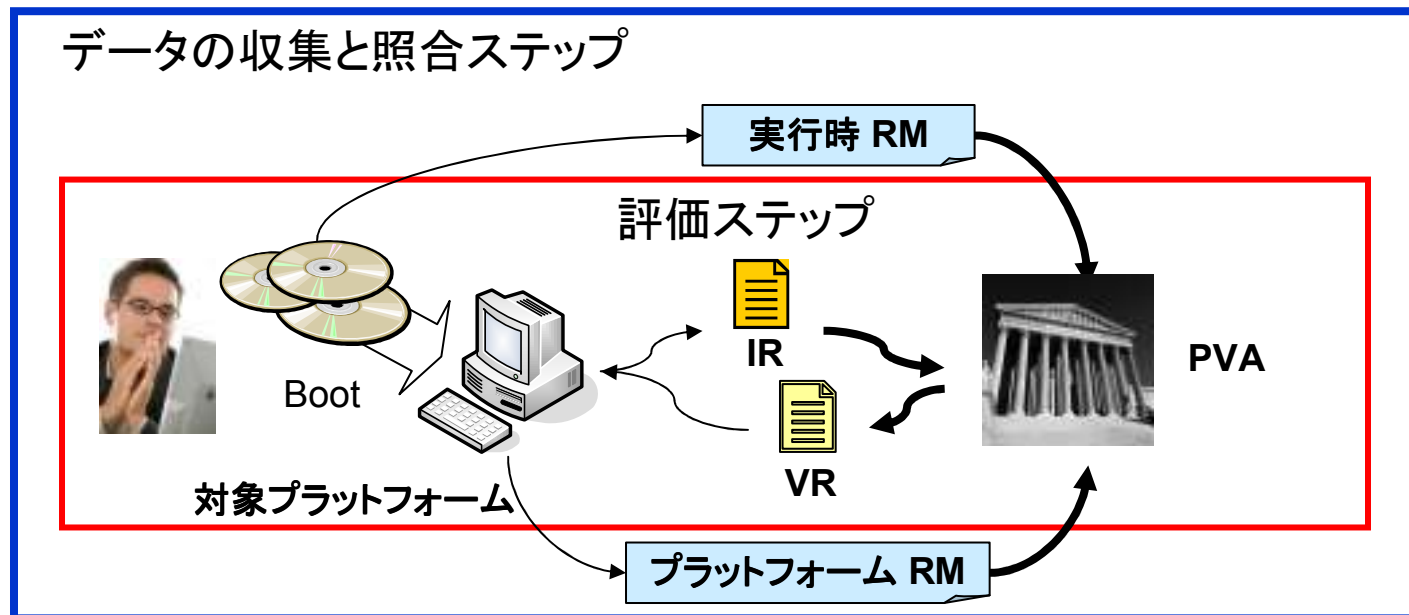 データの収集と照合ステップ
実行時 RM
評価ステップ
IR
PVA
Boot
VR
対象プラットフォーム
プラットフォーム RM